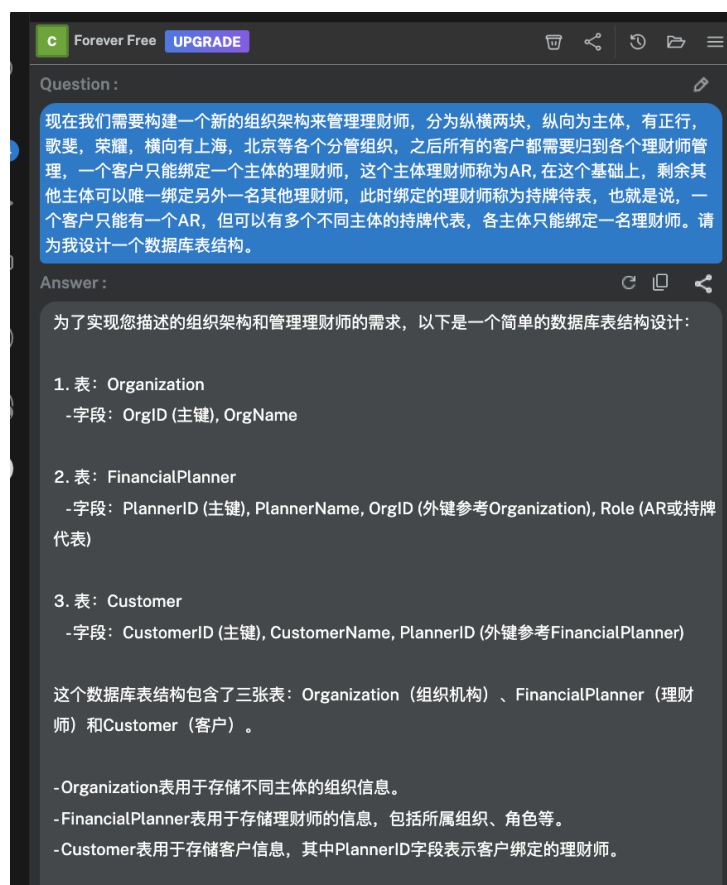 C Forever Free UPGRADE
Question :
现在我们需要构建一个新的组织架构来管理理财师，分为纵横两块，纵向为主体，有正行，
歌斐，荣耀，横向有上海，北京等各个分管组织，之后所有的客户都需要归到各个理财师管
理，一个客户只能绑定一个主体的理财师，这个主体理财师称为AR, 在这个基础上，剩余其
他主体可以唯一绑定另外一名其他理财师，此时绑定的理财师称为持牌待表，也就是说，一
个客户只能有一个AR，但可以有多个不同主体的持牌代表，各主体只能绑定一名理财师。请
为我设计一个数据库表结构。
Answer :
为了实现您描述的组织架构和管理理财师的需求，以下是一个简单的数据库表结构设计：
1. 表：Organization
-字段：OrgID (主键), OrgName
2. 表：FinancialPlanner
-字段：PlannerID (主键), PlannerName, OrgID (外键参考Organization), Role (AR或持牌
代表)
3. 表：Customer
-字段：CustomerID (主键), CustomerName, PlannerID (外键参考FinancialPlanner)
这个数据库表结构包含了三张表：Organization（组织机构）、FinancialPlanner（理财
师）和Customer（客户）。
-Organization表用于存储不同主体的组织信息。
-FinancialPlanner表用于存储理财师的信息，包括所属组织、角色等。
-Customer表用于存储客户信息，其中PlannerID字段表示客户绑定的理财师。